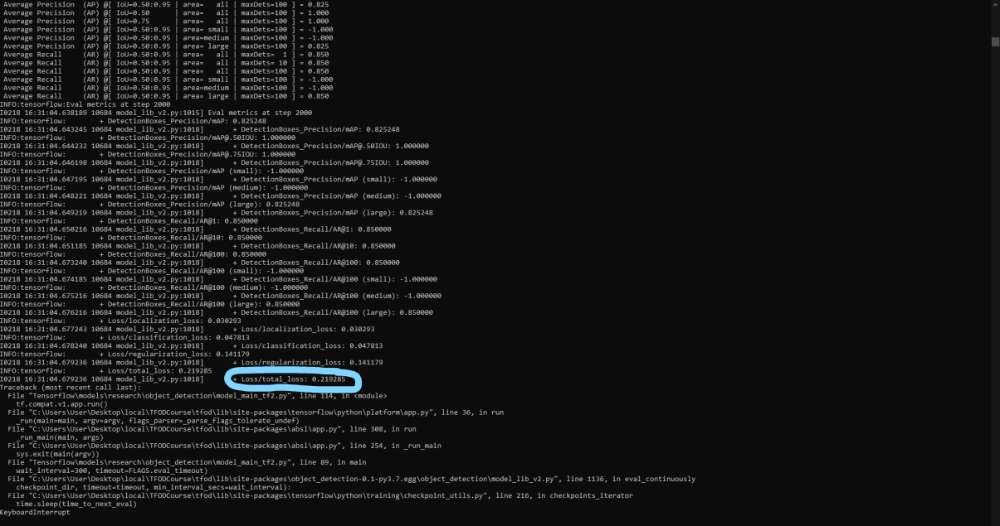 Average Precision  (AP) @[ IoU=0.50:0.95 | area=   all | maxDets=100 ] = 0.825
Average Precision  (AP) @[ IoU=0.50      | area=   all | maxDets=100 ] = 1.000
Average Precision  (AP) @[ IoU=0.75      | area=   all | maxDets=100 ] = 1.000
Average Precision  (AP) @[ IoU=0.50:0.95 | area= small | maxDets=100 ] = -1.000
Average Precision  (AP) @[ IoU=0.50:0.95 | area=medium | maxDets=100 ] = -1.000
Average Precision  (AP) @[ IoU=0.50:0.95 | area= large | maxDets=100 ] = 0.825
Average Recall     (AR) @[ IoU=0.50:0.95 | area=   all | maxDets=  1 ] = 0.850
Average Recall     (AR) @[ IoU=0.50:0.95 | area=   all | maxDets= 10 ] = 0.850
Average Recall     (AR) @[ IoU=0.50:0.95 | area=   all | maxDets=100 ] = 0.850
Average Recall     (AR) @[ IoU=0.50:0.95 | area= small | maxDets=100 ] = -1.000
Average Recall     (AR) @[ IoU=0.50:0.95 | area=medium | maxDets=100 ] = -1.000
Average Recall     (AR) @[ IoU=0.50:0.95 | area= large | maxDets=100 ] = 0.850
INFO:tensorflow:Eval metrics at step 2000
I0218 16:31:04.638189 10684 model_lib_v2.py:1015] Eval metrics at step 2000
INFO:tensorflow:        + DetectionBoxes_Precision/mAP: 0.825248
I0218 16:31:04.643245 10684 model_lib_v2.py:1018]       + DetectionBoxes_Precision/mAP: 0.825248
INFO:tensorflow:        + DetectionBoxes_Precision/mAP@.50IOU: 1.000000
I0218 16:31:04.644232 10684 model_lib_v2.py:1018]       + DetectionBoxes_Precision/mAP@.50IOU: 1.000000
INFO:tensorflow:        + DetectionBoxes_Precision/mAP@.75IOU: 1.000000
I0218 16:31:04.646198 10684 model_lib_v2.py:1018]       + DetectionBoxes_Precision/mAP@.75IOU: 1.000000
INFO:tensorflow:        + DetectionBoxes_Precision/mAP (small): -1.000000
I0218 16:31:04.647195 10684 model_lib_v2.py:1018]       + DetectionBoxes_Precision/mAP (small): -1.000000
INFO:tensorflow:        + DetectionBoxes_Precision/mAP (medium): -1.000000
I0218 16:31:04.648221 10684 model_lib_v2.py:1018]       + DetectionBoxes_Precision/mAP (medium): -1.000000
INFO:tensorflow:        + DetectionBoxes_Precision/mAP (large): 0.825248
I0218 16:31:04.649219 10684 model_lib_v2.py:1018]       + DetectionBoxes_Precision/mAP (large): 0.825248
INFO:tensorflow:        + DetectionBoxes_Recall/AR@1: 0.850000
I0218 16:31:04.650216 10684 model_lib_v2.py:1018]       + DetectionBoxes_Recall/AR@1: 0.850000
INFO:tensorflow:        + DetectionBoxes_Recall/AR@10: 0.850000
I0218 16:31:04.651185 10684 model_lib_v2.py:1018]       + DetectionBoxes_Recall/AR@10: 0.850000
INFO:tensorflow:        + DetectionBoxes_Recall/AR@100: 0.850000
I0218 16:31:04.673240 10684 model_lib_v2.py:1018]       + DetectionBoxes_Recall/AR@100: 0.850000
INFO:tensorflow:        + DetectionBoxes_Recall/AR@100 (small): -1.000000
I0218 16:31:04.674185 10684 model_lib_v2.py:1018]       + DetectionBoxes_Recall/AR@100 (small): -1.000000
INFO:tensorflow:        + DetectionBoxes_Recall/AR@100 (medium): -1.000000
I0218 16:31:04.675216 10684 model_lib_v2.py:1018]       + DetectionBoxes_Recall/AR@100 (medium): -1.000000
INFO:tensorflow:        + DetectionBoxes_Recall/AR@100 (large): 0.850000
I0218 16:31:04.676216 10684 model_lib_v2.py:1018]       + DetectionBoxes_Recall/AR@100 (large): 0.850000
INFO:tensorflow:        + Loss/localization_loss: 0.030293
I0218 16:31:04.677243 10684 model_lib_v2.py:1018]       + Loss/localization_loss: 0.030293
INFO:tensorflow:        + Loss/classification_loss: 0.047813
I0218 16:31:04.678240 10684 model_lib_v2.py:1018]       + Loss/classification_loss: 0.047813
INFO:tensorflow:        + Loss/regularization_loss: 0.141179
I0218 16:31:04.679236 10684 model_lib_v2.py:1018]       + Loss/regularization_loss: 0.141179
INFO:tensorflow:        + Loss/total_loss: 0.219285
I0218 16:31:04.679236 10684 model_lib_v2.py:1018]       + Loss/total_loss: 0.219285
Traceback (most recent call last):
  File "Tensorflow\models\research\object_detection\model_main_tf2.py", line 114, in <module>
    tf.compat.v1.app.run()
  File "C:\Users\User\Desktop\local\TFODCourse\tfod\lib\site-packages\tensorflow\python\platform\app.py", line 36, in run
    _run(main=main, argv=argv, flags_parser=_parse_flags_tolerate_undef)
  File "C:\Users\User\Desktop\local\TFODCourse\tfod\lib\site-packages\absl\app.py", line 308, in run
    _run_main(main, args)
  File "C:\Users\User\Desktop\local\TFODCourse\tfod\lib\site-packages\absl\app.py", line 254, in _run_main
    sys.exit(main(argv))
  File "Tensorflow\models\research\object_detection\model_main_tf2.py", line 89, in main
    wait_interval=300, timeout=FLAGS.eval_timeout)
  File "C:\Users\User\Desktop\local\TFODCourse\tfod\lib\site-packages\object_detection-0.1-py3.7.egg\object_detection\model_lib_v2.py", line 1136, in eval_continuously
    checkpoint_dir, timeout=timeout, min_interval_secs=wait_interval):
  File "C:\Users\User\Desktop\local\TFODCourse\tfod\lib\site-packages\tensorflow\python\training\checkpoint_utils.py", line 216, in checkpoints_iterator
    time.sleep(time_to_next_eval)
KeyboardInterrupt